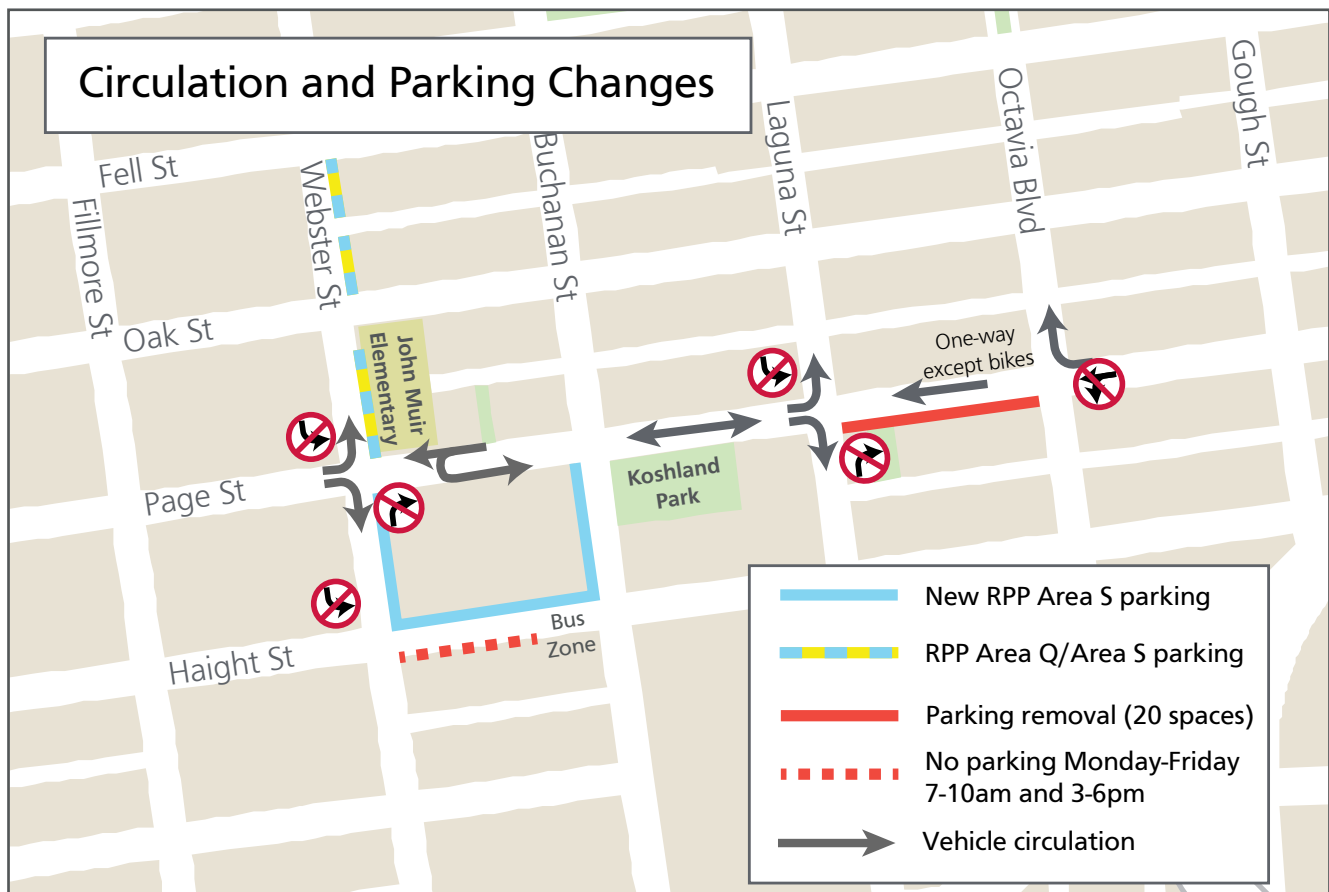 Circulation and Parking Changes
Fell St
Fillmore St
Webster St
Buchanan St
Laguna St
Octavia Blvd
Gough St
Oak St
John Muir
Elementary
One-way
except bikes
Page St
Koshland
Park
Haight St
Bus
Zone
New RPP Area S parking
RPP Area Q/Area S parking
Parking removal (20 spaces)
No parking Monday-Friday
7-10am and 3-6pm
Vehicle circulation